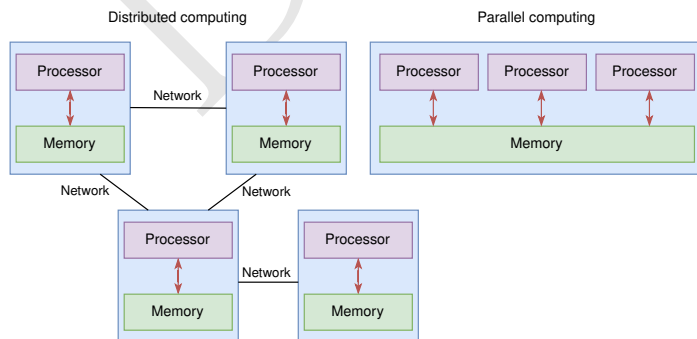 Distributed computing
Parallel computing
Processor
Processor
Processor
Processor
Processor
Network
Memory
Memory
Memory
Network
Network
Processor
Processor
Network
Memory
Memory